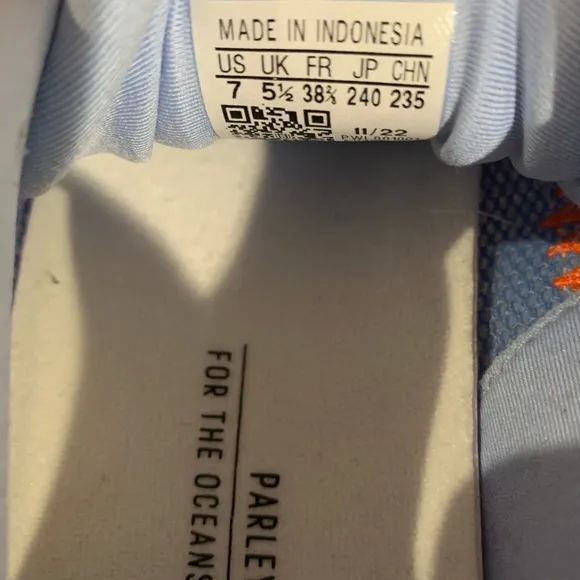 MADE IN INDONESIA
US UK FR JP CHN
7 5½ 38⅔ 240 235
11/22
PARLEY
FOR THE OCEANS